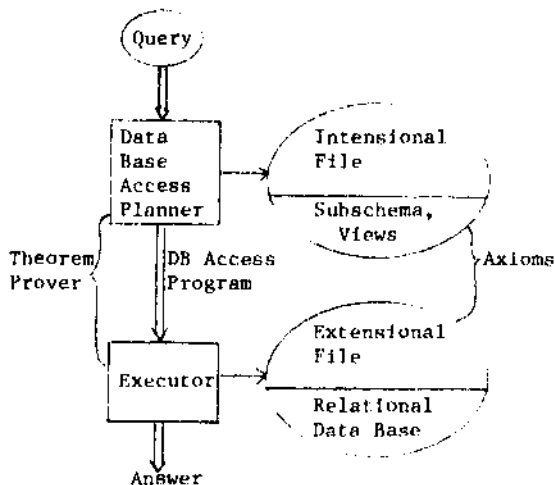 Query
Data
Base
Access
Planner
Intensional
File
Subschema,
Views
Theorem
Prover
DB Access
Program
Axioms
Executor
Extensional
File
Relational
Data Base
Answer